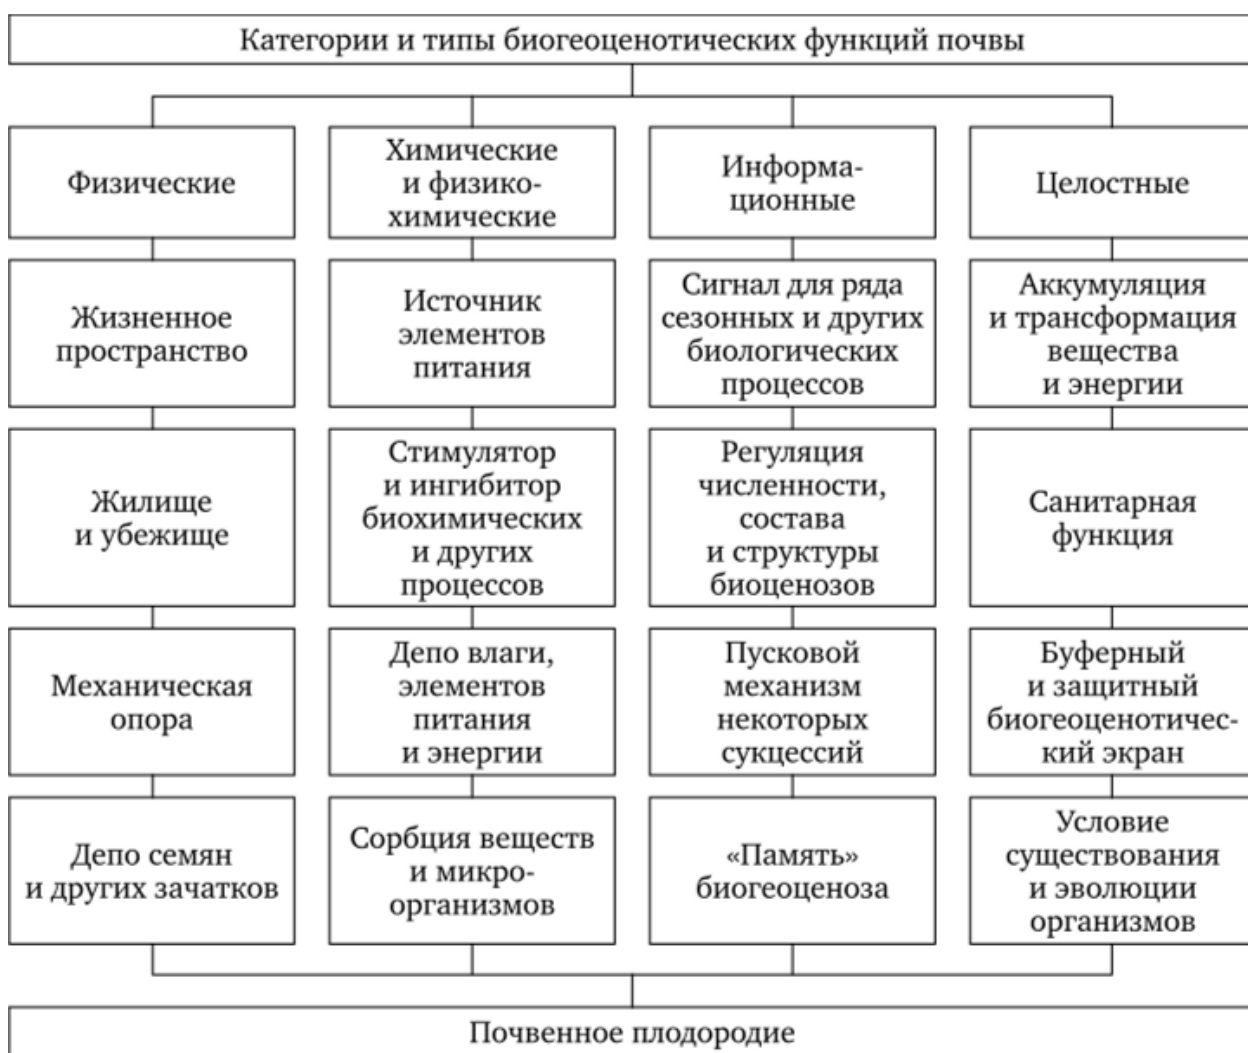 Категории и типы биогеоценотических функций почвы
Физические
Химические
и физико-
химические
Информа-
ционные
Целостные
Жизненное
пространство
Источник
элементов
питания
Сигнал для ряда
сезонных и других
биологических
процессов
Аккумуляция
и трансформация
вещества
и энергии
Жилище
и убежище
Стимулятор
и ингибитор
биохимических
и других
процессов
Регуляция
численности,
состава
и структуры
биоценозов
Санитарная
функция
Механическая
опора
Депо влаги,
элементов
питания
и энергии
Пусковой
механизм
некоторых
сукцессий
Буферный
и защитный
биогеоценотичес-
кий экран
Депо семян
и других зачатков
Сорбция веществ
и микро-
организмов
«Память»
биогеоценоза
Условие
существования
и эволюции
организмов
Почвенное плодородие